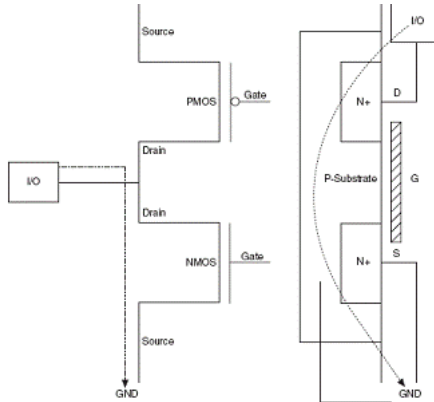 Source
PMOS
Gate
Drain
I/O
Drain
NMOS
Gate
Source
GND
I/O
N+
D
P-Substrate
G
S
N+
GND